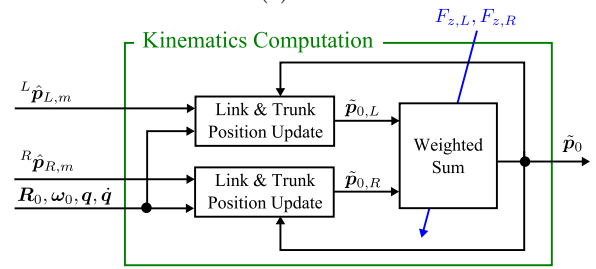 F_{z,L}, F_{z,R}
Kinematics Computation
^L\hat{p}_{L,m}
Link & Trunk
Position Update
\tilde{p}_{0,L}
Weighted
Sum
\tilde{p}_0
^R\hat{p}_{R,m}
Link & Trunk
Position Update
\tilde{p}_{0,R}
R_0, ω_0, q, \dot{q}